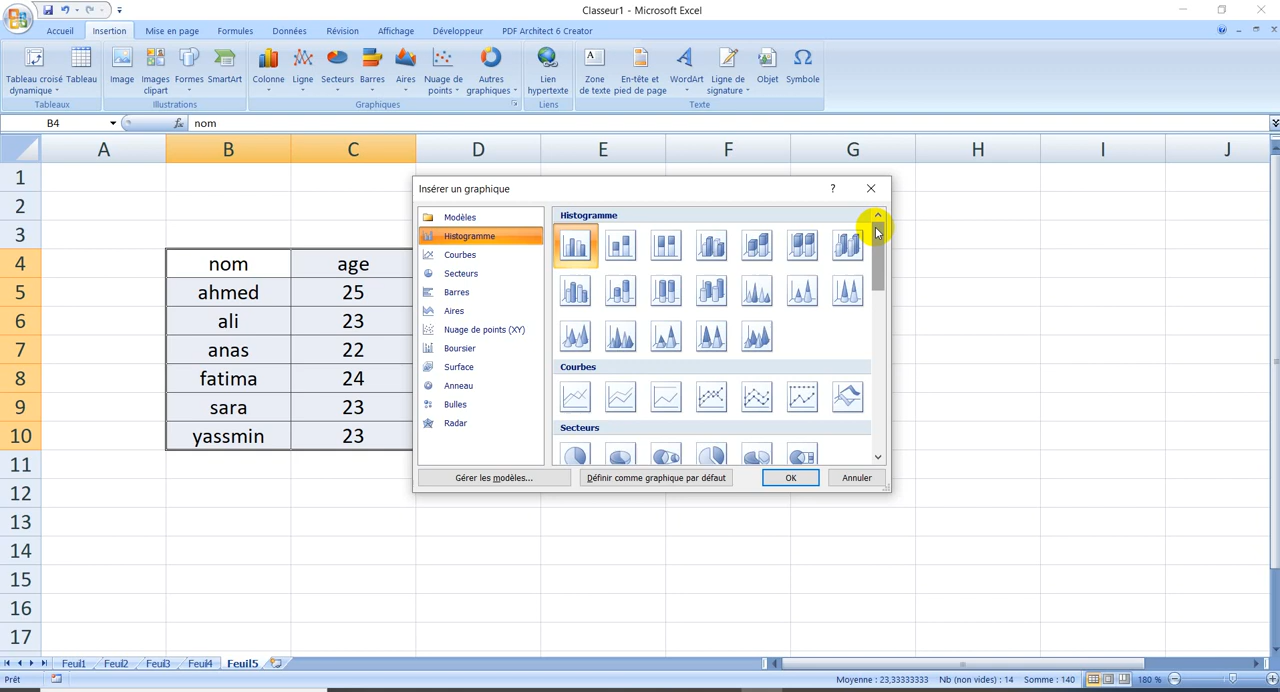 Classeur1 - Microsoft Excel
Accueil Insertion Mise en page Formules Données Révision Affichage Développeur PDF Architect 6 Creator
Tableau croisé dynamique Tableau Image Images clipart Formes SmartArt Colonne Ligne Secteurs Barres Aires Nuage de points Autres graphiques Lien hypertexte Zone de texte En-tête et pied de page WordArt Ligne de signature Objet Symbole
Tableaux Illustrations Graphiques Liens Texte
B4 fx nom
A B C D E F G H I J
1
2
3
4 nom age
5 ahmed 25
6 ali 23
7 anas 22
8 fatima 24
9 sara 23
10 yassmin 23
11
12
13
14
15
16
17
Insérer un graphique ?
Modèles
Histogramme
Courbes
Secteurs
Barres
Aires
Nuage de points (XY)
Boursier
Surface
Anneau
Bulles
Radar
Histogramme
Courbes
Secteurs
Gérer les modèles... Définir comme graphique par défaut OK Annuler
Feuil1 Feuil2 Feuil3 Feuil4 Feuil5
Prêt Moyenne : 23,33333333 Nb (non vides) : 14 Somme : 140 180 %